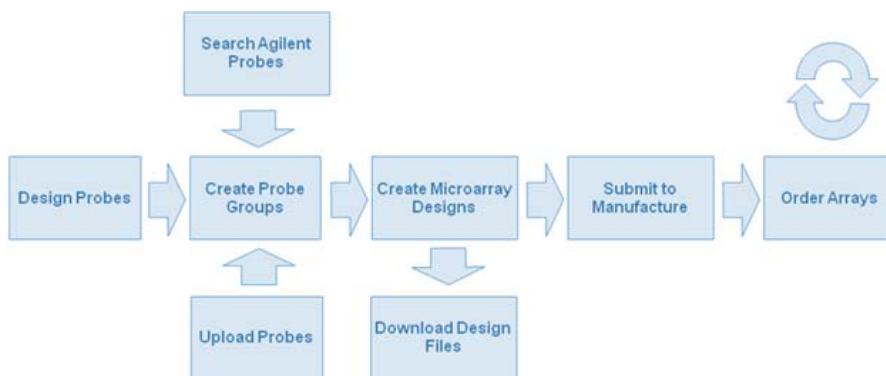 Search Agilent
Probes
Design Probes
Create Probe
Groups
Create Microarray
Designs
Submit to
Manufacture
Order Arrays
Upload Probes
Download Design
Files